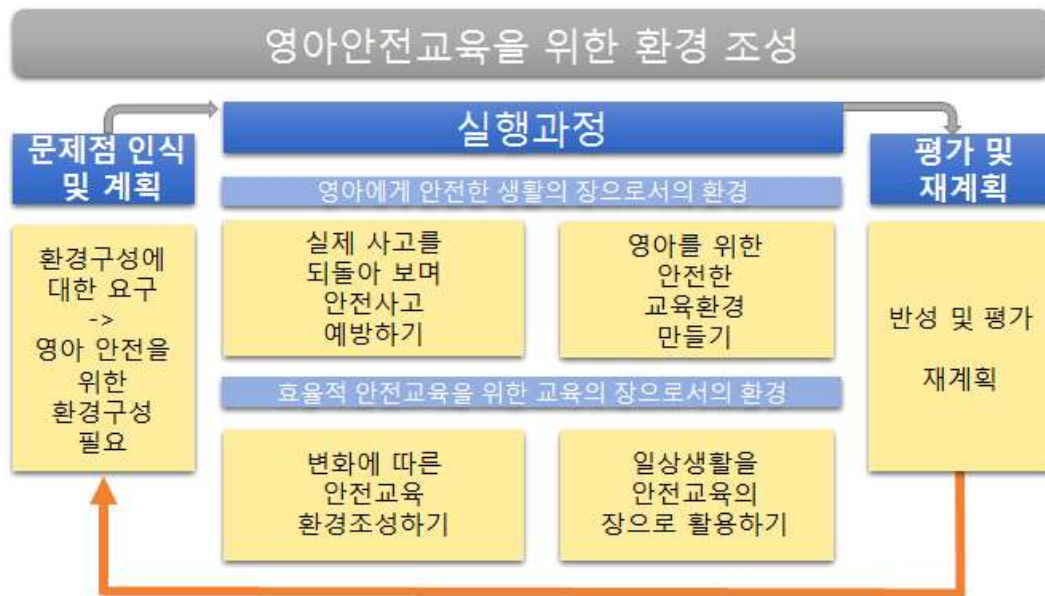 영아안전교육을 위한 환경 조성
문제점 인식
및 계획
환경구성에
대한 요구
->
영아 안전을
위한
환경구성
필요
실행과정
영아에게 안전한 생활의 장으로서의 환경
실제 사고를
되돌아 보며
안전사고
예방하기
영아를 위한
안전한
교육환경
만들기
효율적 안전교육을 위한 교육의 장으로서의 환경
변화에 따른
안전교육
환경조성하기
일상생활을
안전교육의
장으로 활용하기
평가 및
재계획
반성 및 평가
재계획